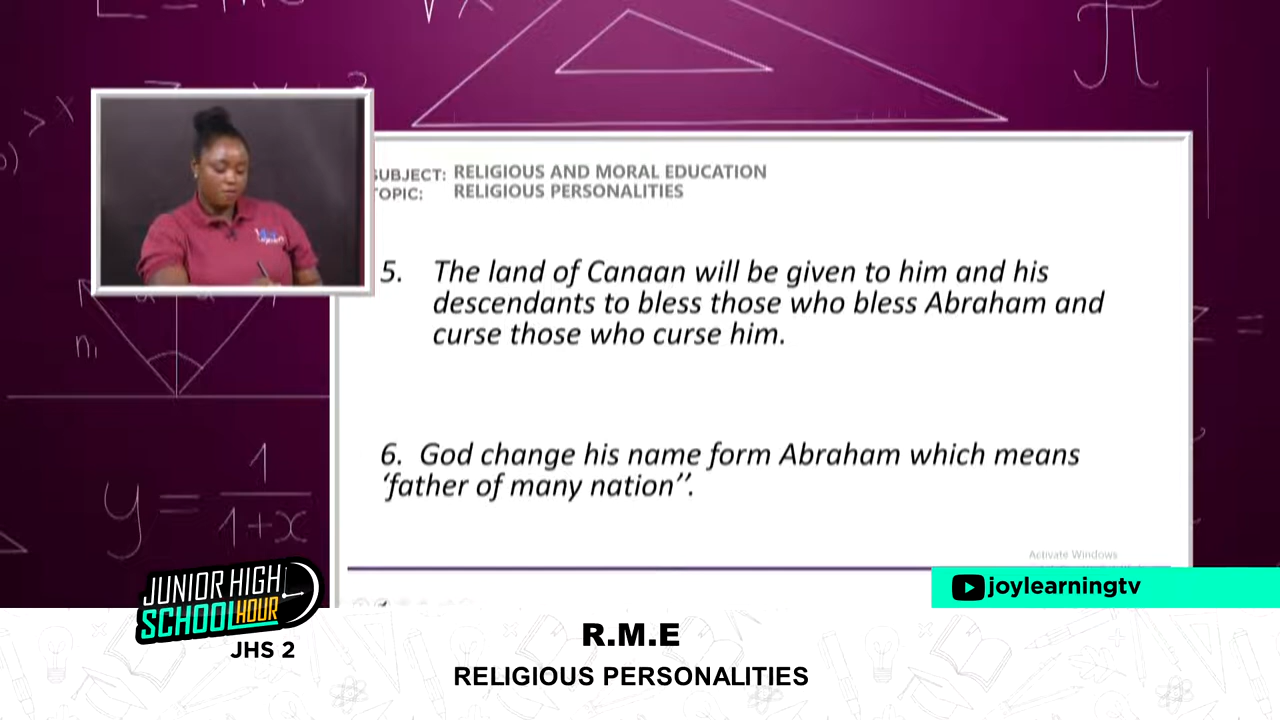 SUBJECT: RELIGIOUS AND MORAL EDUCATION
TOPIC: RELIGIOUS PERSONALITIES
5. The land of Canaan will be given to him and his
descendants to bless those who bless Abraham and
curse those who curse him.
6. God change his name form Abraham which means
‘father of many nation’’.
y = 1/1+x
n₁
π
Activate Windows
joylearningtv
JUNIOR HIGH
SCHOOL HOUR
JHS 2
R.M.E
RELIGIOUS PERSONALITIES